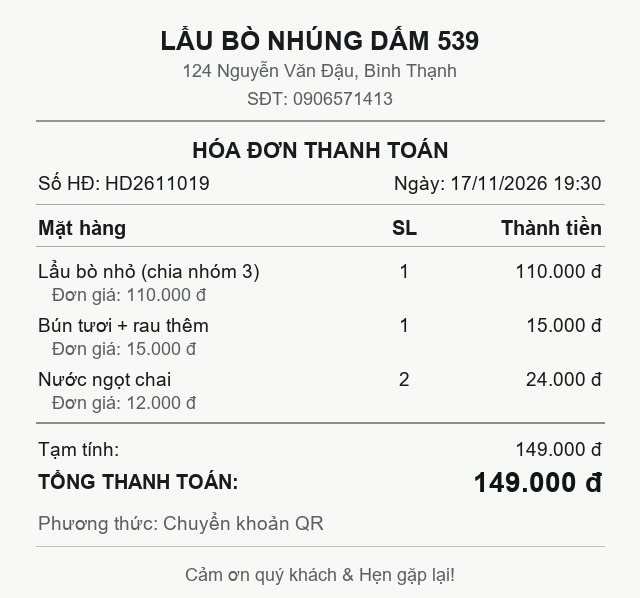 LẨU BÒ NHÚNG DẤM 539
124 Nguyễn Văn Đậu, Bình Thạnh
SĐT: 0906571413
HÓA ĐƠN THANH TOÁN
Số HĐ: HD2611019 Ngày: 17/11/2026 19:30
Mặt hàng SL Thành tiền
Lẩu bò nhỏ (chia nhóm 3) 1 110.000 đ
Đơn giá: 110.000 đ
Bún tươi + rau thêm 1 15.000 đ
Đơn giá: 15.000 đ
Nước ngọt chai 2 24.000 đ
Đơn giá: 12.000 đ
Tạm tính: 149.000 đ
TỔNG THANH TOÁN: 149.000 đ
Phương thức: Chuyển khoản QR
Cảm ơn quý khách & Hẹn gặp lại!